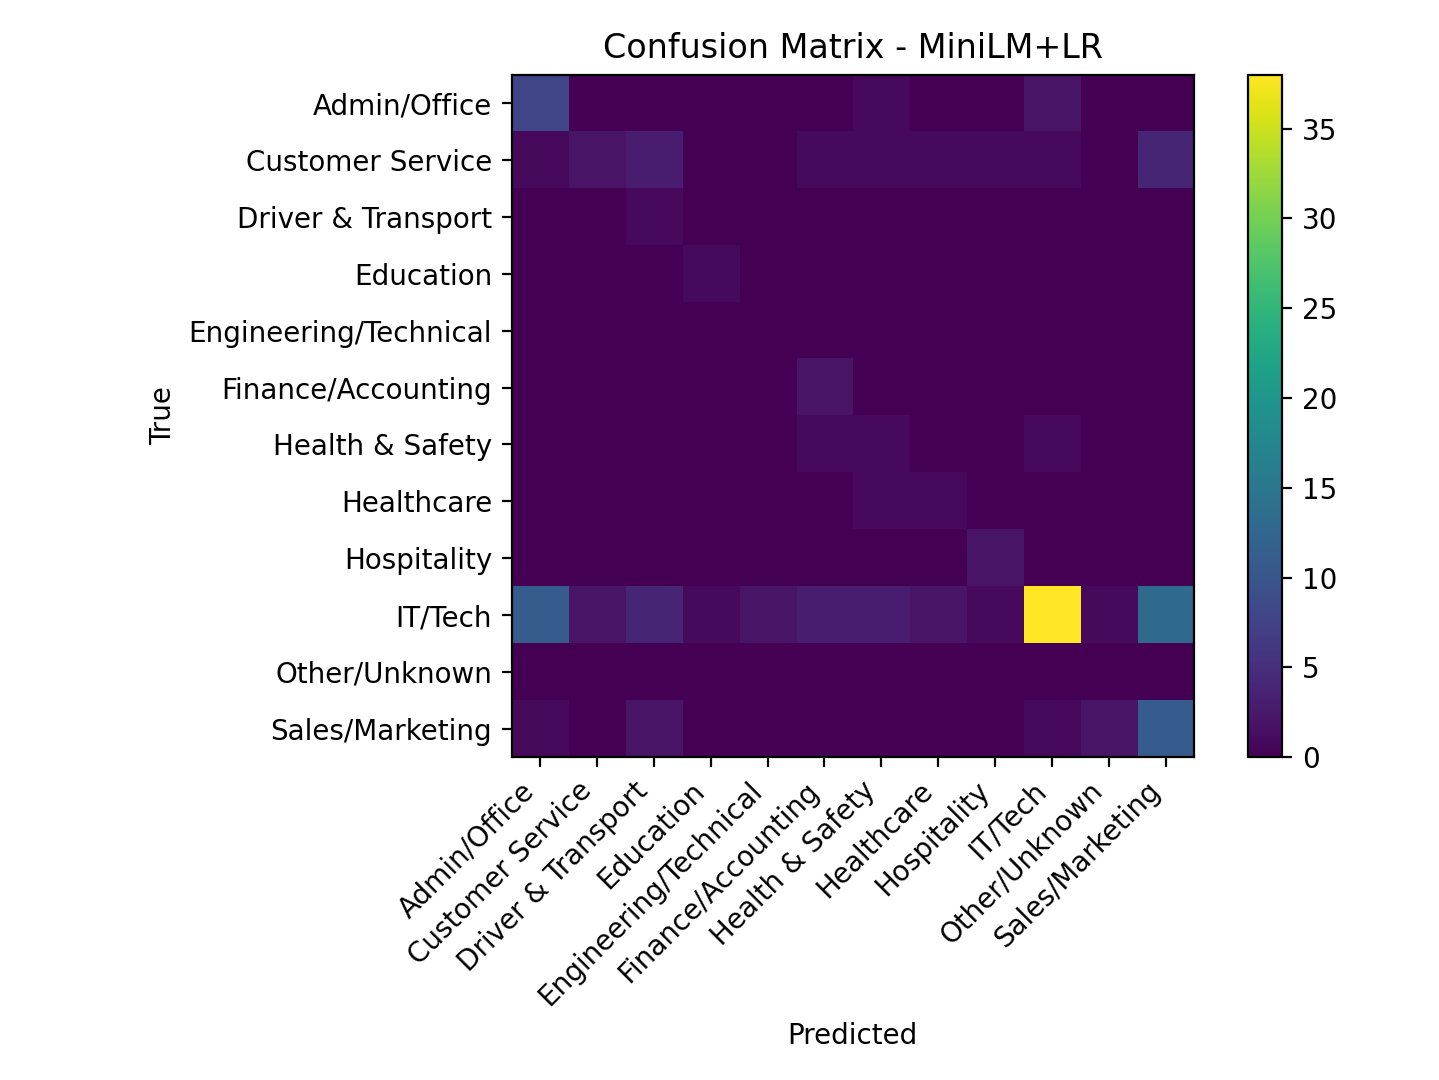 Confusion Matrix - MiniLM+LR
True
Admin/Office
Customer Service
Driver & Transport
Education
Engineering/Technical
Finance/Accounting
Health & Safety
Healthcare
Hospitality
IT/Tech
Other/Unknown
Sales/Marketing
Admin/Office
Customer Service
Driver & Transport
Education
Engineering/Technical
Finance/Accounting
Health & Safety
Healthcare
Hospitality
IT/Tech
Other/Unknown
Sales/Marketing
Predicted
35
30
25
20
15
10
5
0